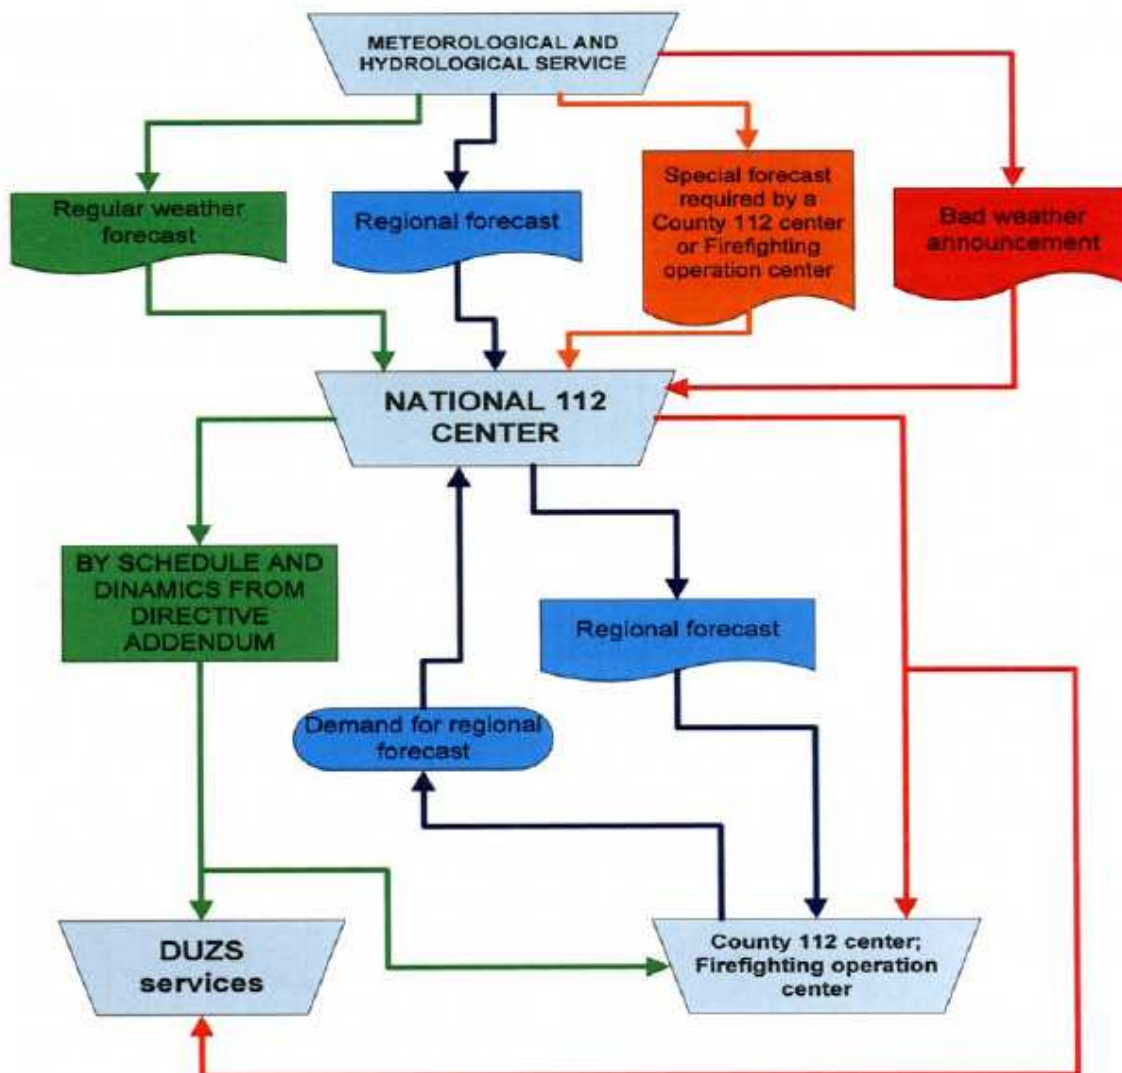 METEOROLOGICAL AND
HYDROLOGICAL SERVICE
Regular weather
forecast
Regional forecast
Special forecast
required by a
County 112 center
or Firefighting
operation center
Bad weather
announcement
NATIONAL 112
CENTER
BY SCHEDULE AND
DINAMICS FROM
DIRECTIVE
ADDENDUM
Regional forecast
Demand for regional
forecast
DUZS
services
County 112 center;
Firefighting operation
center